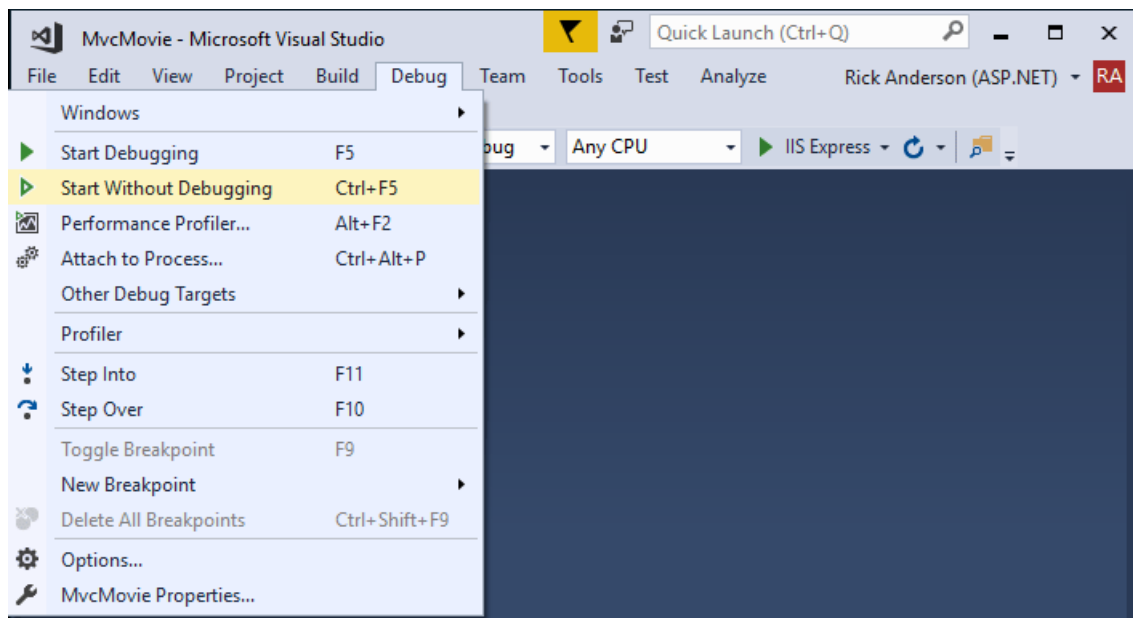 MvcMovie - Microsoft Visual Studio
Quick Launch (Ctrl+Q)
File Edit View Project Build Debug Team Tools Test Analyze Rick Anderson (ASP.NET) RA
Windows
bug Any CPU IIS Express
Start Debugging F5
Start Without Debugging Ctrl+F5
Performance Profiler... Alt+F2
Attach to Process... Ctrl+Alt+P
Other Debug Targets
Profiler
Step Into F11
Step Over F10
Toggle Breakpoint F9
New Breakpoint
Delete All Breakpoints Ctrl+Shift+F9
Options...
MvcMovie Properties...